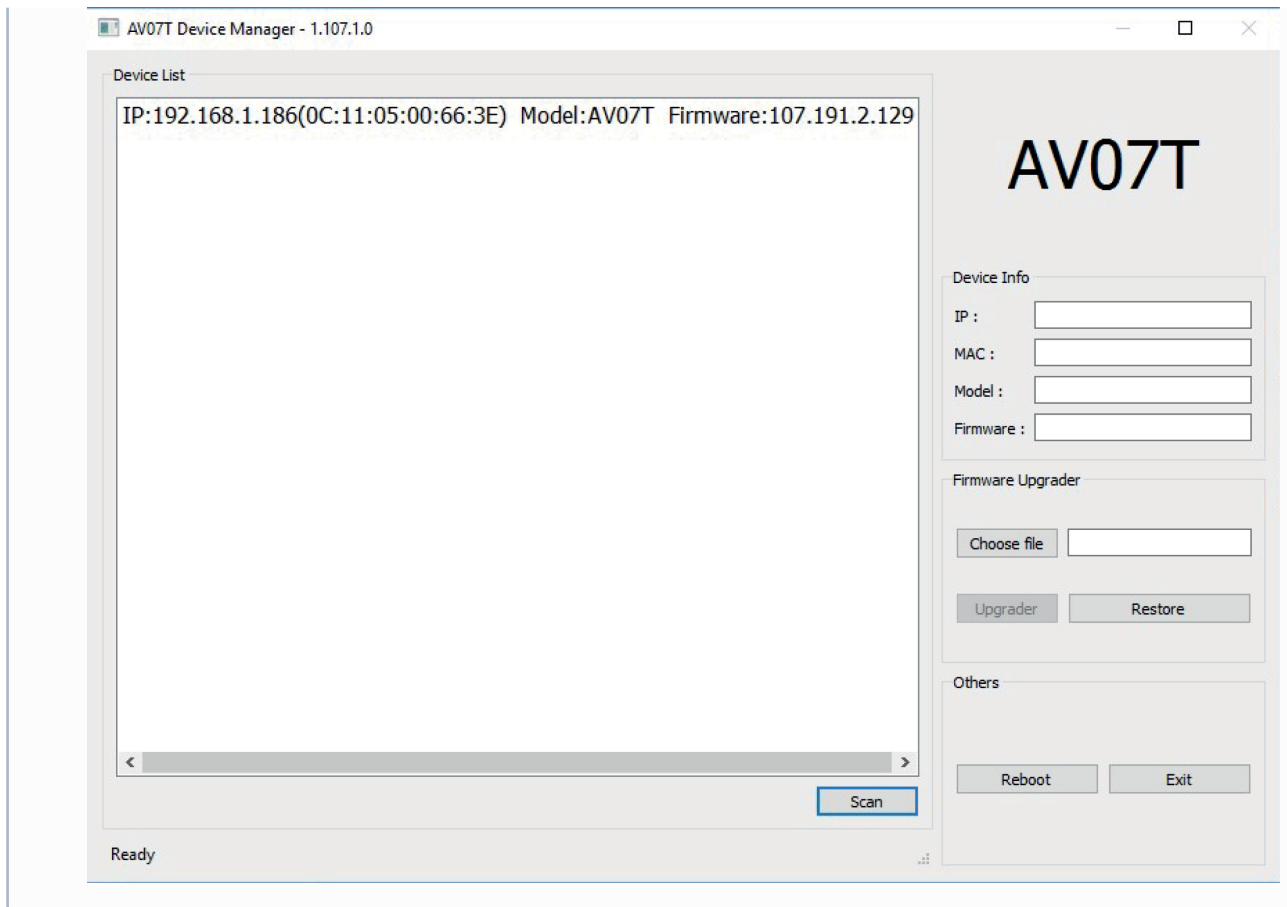 AV07T Device Manager - 1.107.1.0
Device List
IP:192.168.1.186(0C:11:05:00:66:3E) Model:AV07T Firmware:107.191.2.129
Scan
Ready
AV07T
Device Info
IP :
MAC :
Model :
Firmware :
Firmware Upgrader
Choose file
Upgrader Restore
Others
Reboot Exit